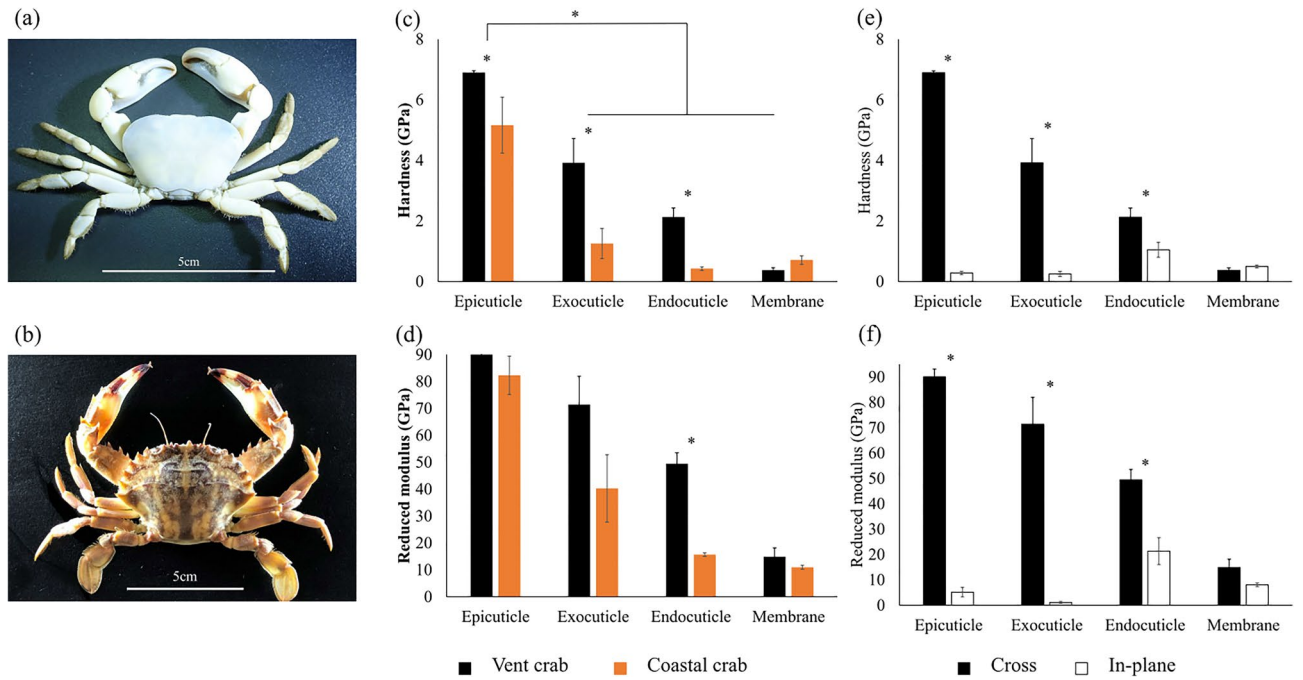 (a)
5cm
(b)
5cm
(c)
Hardness (GPa)
8
6
4
2
0
*
*
*
*
Epicuticle Exocuticle Endocuticle Membrane
(d)
Reduced modulus (GPa)
90
80
70
60
50
40
30
20
10
0
*
Epicuticle Exocuticle Endocuticle Membrane
Vent crab Coastal crab
(e)
Hardness (GPa)
8
6
4
2
0
*
*
*
Epicuticle Exocuticle Endocuticle Membrane
(f)
Reduced modulus (GPa)
90
80
70
60
50
40
30
20
10
0
*
*
*
Epicuticle Exocuticle Endocuticle Membrane
Cross In-plane